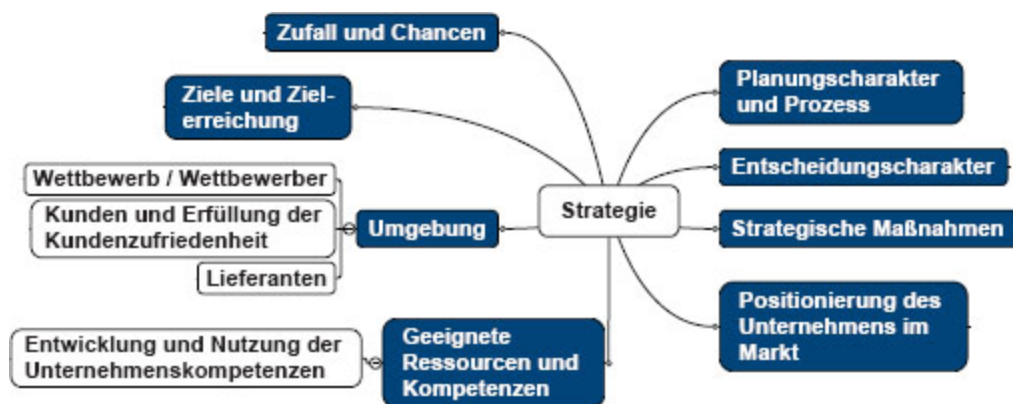 Zufall und Chancen
Ziele und Ziel-
erreichung
Wettbewerb / Wettbewerber
Kunden und Erfüllung der
Kundenzufriedenheit
Lieferanten
Umgebung
Entwicklung und Nutzung der
Unternehmenskompetenzen
Geeignete
Ressourcen und
Kompetenzen
Strategie
Planungscharakter
und Prozess
Entscheidungscharakter
Strategische Maßnahmen
Positionierung des
Unternehmens im
Markt